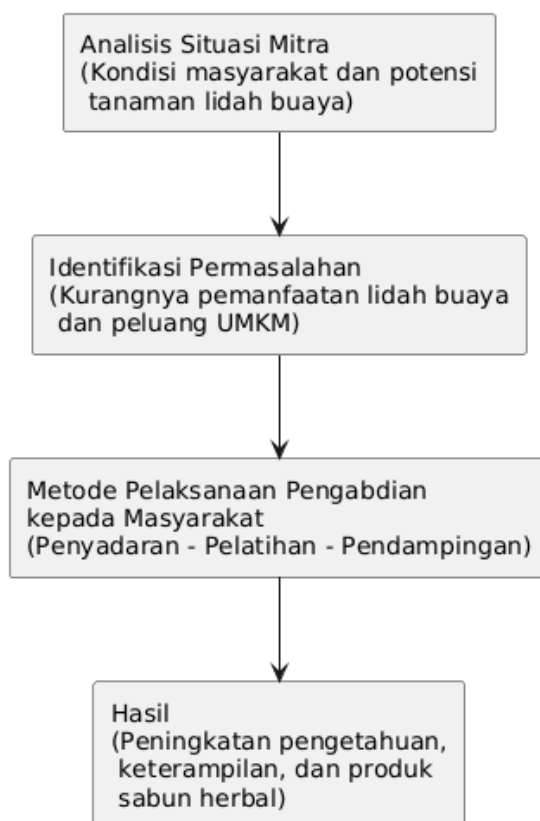 Analisis Situasi Mitra
(Kondisi masyarakat dan potensi
tanaman lidah buaya)
Identifikasi Permasalahan
(Kurangnya pemanfaatan lidah buaya
dan peluang UMKM)
Metode Pelaksanaan Pengabdian
kepada Masyarakat
(Penyadaran - Pelatihan - Pendampingan)
Hasil
(Peningkatan pengetahuan,
keterampilan, dan produk
sabun herbal)